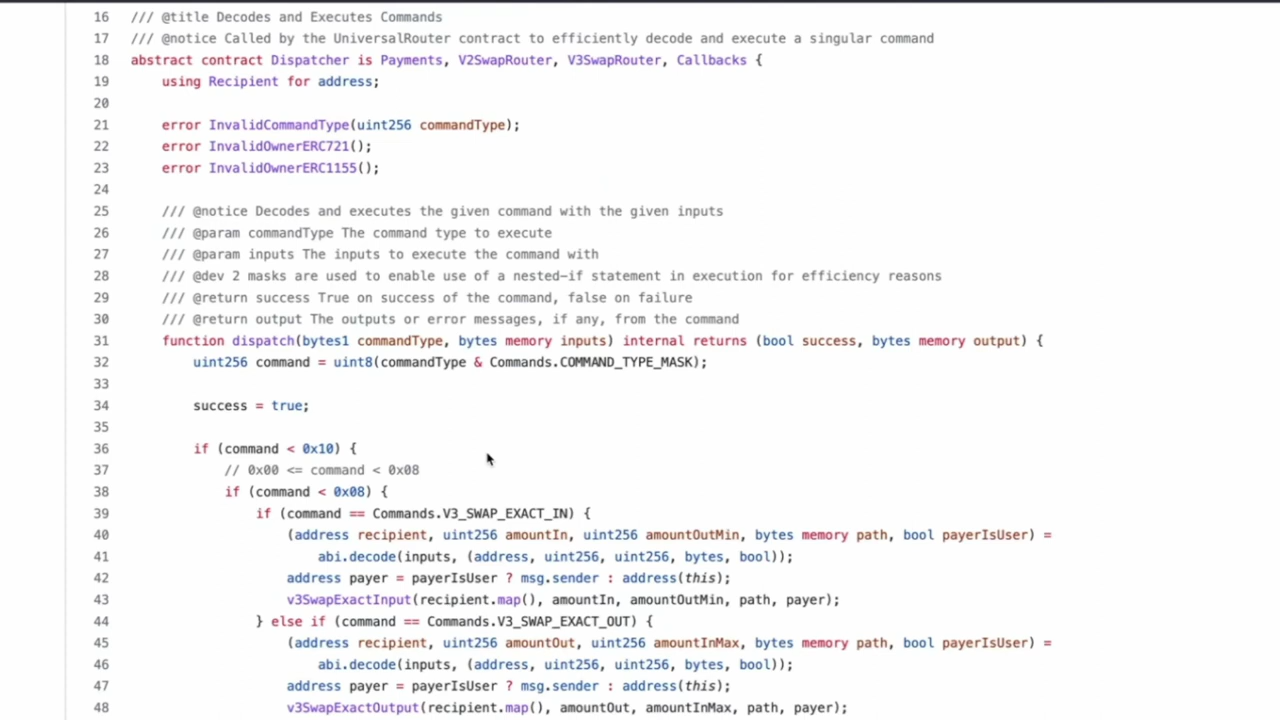 16 /// @title Decodes and Executes Commands
17 /// @notice Called by the UniversalRouter contract to efficiently decode and execute a singular command
18 abstract contract Dispatcher is Payments, V2SwapRouter, V3SwapRouter, Callbacks {
19 using Recipient for address;
20
21 error InvalidCommandType(uint256 commandType);
22 error InvalidOwnerERC721();
23 error InvalidOwnerERC1155();
24
25 /// @notice Decodes and executes the given command with the given inputs
26 /// @param commandType The command type to execute
27 /// @param inputs The inputs to execute the command with
28 /// @dev 2 masks are used to enable use of a nested-if statement in execution for efficiency reasons
29 /// @return success True on success of the command, false on failure
30 /// @return output The outputs or error messages, if any, from the command
31 function dispatch(bytes1 commandType, bytes memory inputs) internal returns (bool success, bytes memory output) {
32 uint256 command = uint8(commandType & Commands.COMMAND_TYPE_MASK);
33
34 success = true;
35
36 if (command < 0x10) {
37 // 0x00 <= command < 0x08
38 if (command < 0x08) {
39 if (command == Commands.V3_SWAP_EXACT_IN) {
40 (address recipient, uint256 amountIn, uint256 amountOutMin, bytes memory path, bool payerIsUser) =
41 abi.decode(inputs, (address, uint256, uint256, bytes, bool));
42 address payer = payerIsUser ? msg.sender : address(this);
43 v3SwapExactInput(recipient.map(), amountIn, amountOutMin, path, payer);
44 } else if (command == Commands.V3_SWAP_EXACT_OUT) {
45 (address recipient, uint256 amountOut, uint256 amountInMax, bytes memory path, bool payerIsUser) =
46 abi.decode(inputs, (address, uint256, uint256, bytes, bool));
47 address payer = payerIsUser ? msg.sender : address(this);
48 v3SwapExactOutput(recipient.map(), amountOut, amountInMax, path, payer);